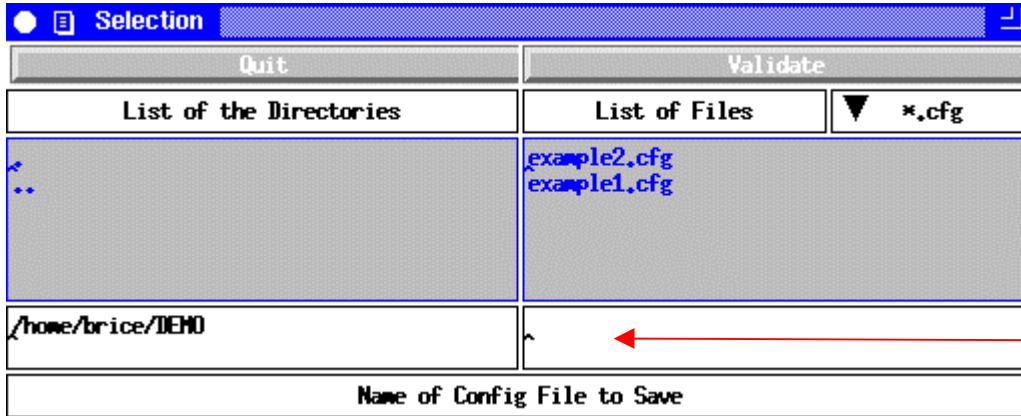 Selection
Quit Validate
List of the Directories List of Files *.cfg
. example2.cfg
.. example1.cfg
/home/brice/DEMO
Name of Config File to Save